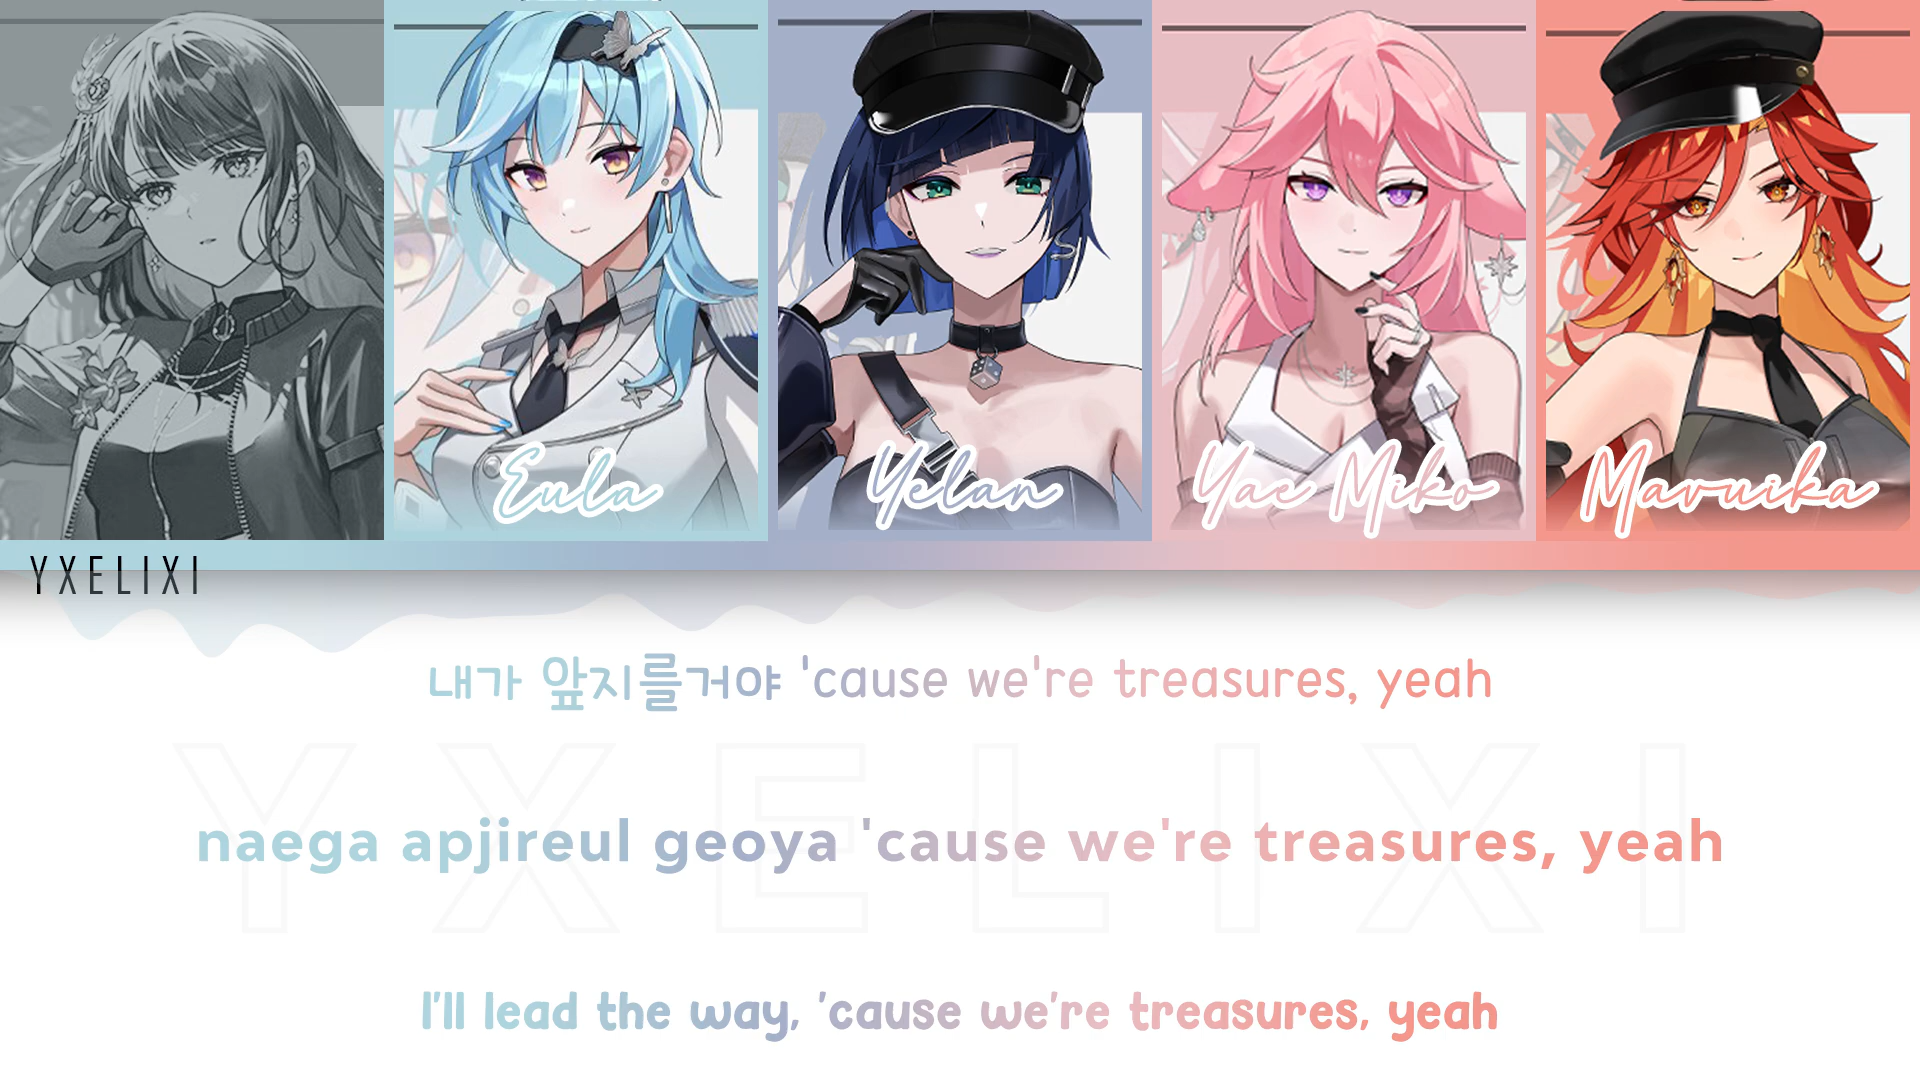 Eula
Yelan
Yae Miko
Mavuika
YXELIXI
내가 앞지를거야 'cause we're treasures, yeah
YXELIXI
naega apjireul geoya 'cause we're treasures, yeah
I'll lead the way, 'cause we're treasures, yeah